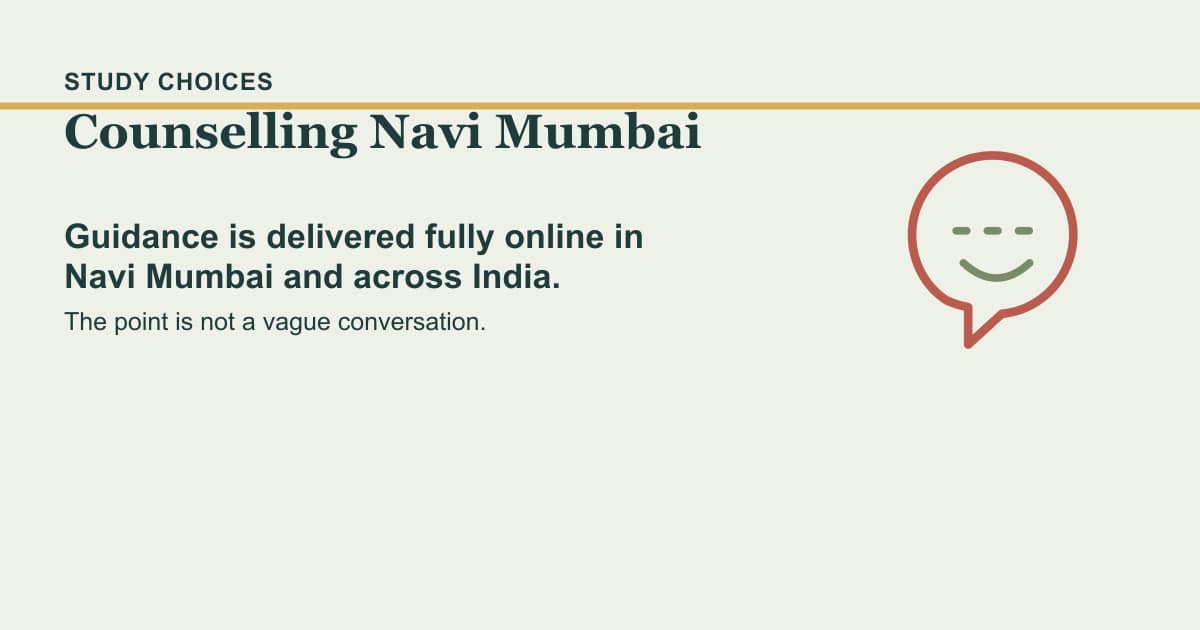 STUDY CHOICES
Counselling Navi Mumbai
Guidance is delivered fully online in
Navi Mumbai and across India.
The point is not a vague conversation.